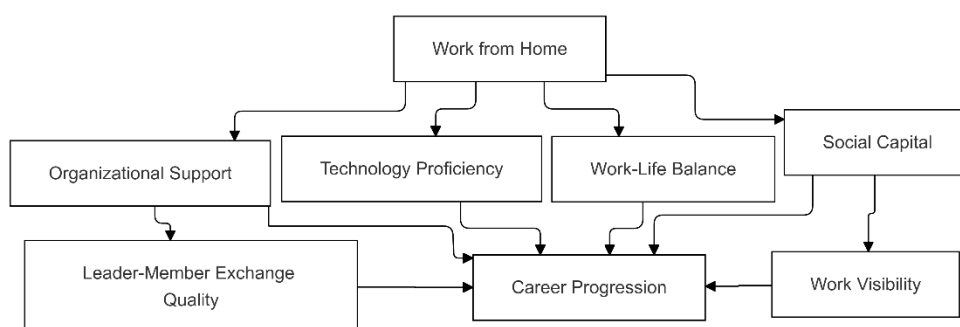 Work from Home
Social Capital
Organizational Support
Technology Proficiency
Work-Life Balance
Leader-Member Exchange
Quality
Career Progression
Work Visibility